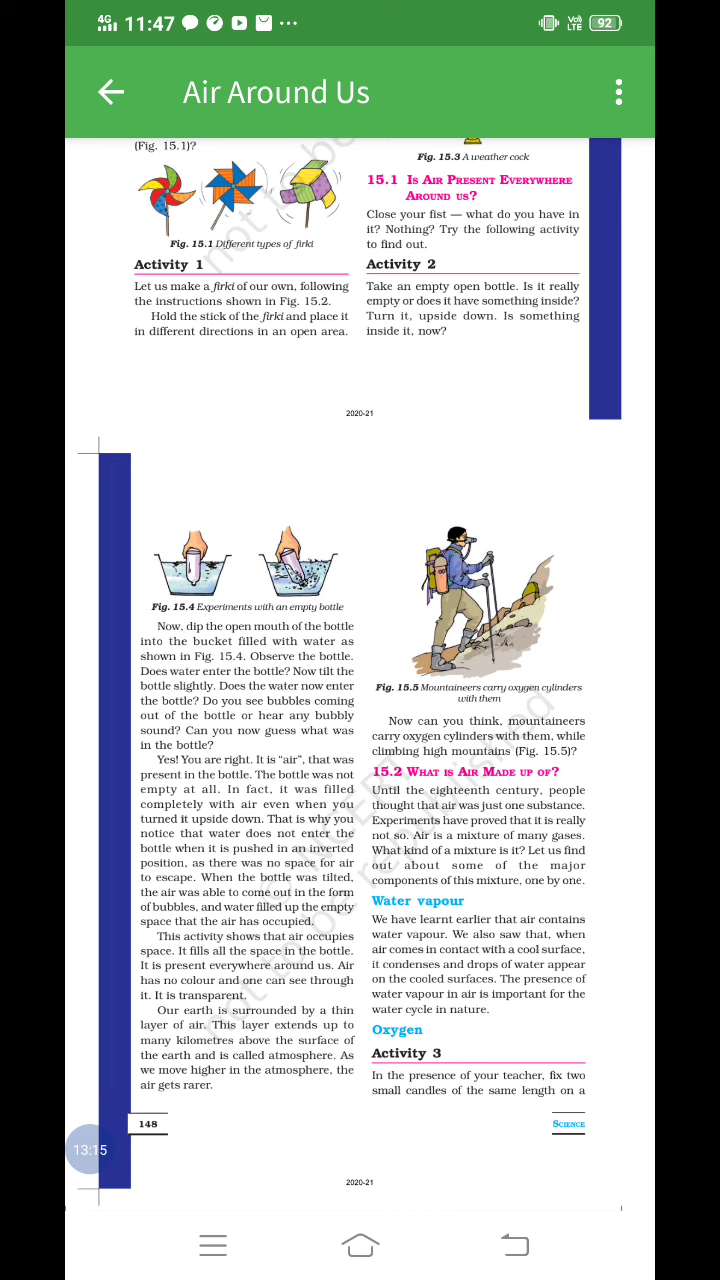 4G 11:47 ...
Vo)
LTE
92
Air Around Us
(Fig. 15.1)?
Fig. 15.1 Different types of firki
Activity 1
Let us make a firki of our own, following
the instructions shown in Fig. 15.2.
Hold the stick of the firki and place it
in different directions in an open area.
Fig. 15.3 A weather cock
15.1 IS AIR PRESENT EVERYWHERE
AROUND US?
Close your fist — what do you have in
it? Nothing? Try the following activity
to find out.
Activity 2
Take an empty open bottle. Is it really
empty or does it have something inside?
Turn it, upside down. Is something
inside it, now?
not to be
2020-21
Fig. 15.4 Experiments with an empty bottle
Now, dip the open mouth of the bottle
into the bucket filled with water as
shown in Fig. 15.4. Observe the bottle.
Does water enter the bottle? Now tilt the
bottle slightly. Does the water now enter
the bottle? Do you see bubbles coming
out of the bottle or hear any bubbly
sound? Can you now guess what was
in the bottle?
Yes! You are right. It is “air”, that was
present in the bottle. The bottle was not
empty at all. In fact, it was filled
completely with air even when you
turned it upside down. That is why you
notice that water does not enter the
bottle when it is pushed in an inverted
position, as there was no space for air
to escape. When the bottle was tilted,
the air was able to come out in the form
of bubbles, and water filled up the empty
space that the air has occupied.
This activity shows that air occupies
space. It fills all the space in the bottle.
It is present everywhere around us. Air
has no colour and one can see through
it. It is transparent.
Our earth is surrounded by a thin
layer of air. This layer extends up to
many kilometres above the surface of
the earth and is called atmosphere. As
we move higher in the atmosphere, the
air gets rarer.
Fig. 15.5 Mountaineers carry oxygen cylinders
with them
Now can you think, mountaineers
carry oxygen cylinders with them, while
climbing high mountains (Fig. 15.5)?
15.2 WHAT IS AIR MADE UP OF?
Until the eighteenth century, people
thought that air was just one substance.
Experiments have proved that it is really
not so. Air is a mixture of many gases.
What kind of a mixture is it? Let us find
out about some of the major
components of this mixture, one by one.
Water vapour
We have learnt earlier that air contains
water vapour. We also saw that, when
air comes in contact with a cool surface,
it condenses and drops of water appear
on the cooled surfaces. The presence of
water vapour in air is important for the
water cycle in nature.
Oxygen
Activity 3
In the presence of your teacher, fix two
small candles of the same length on a
© NCERT
not to be republished
148
SCIENCE
13:15
2020-21